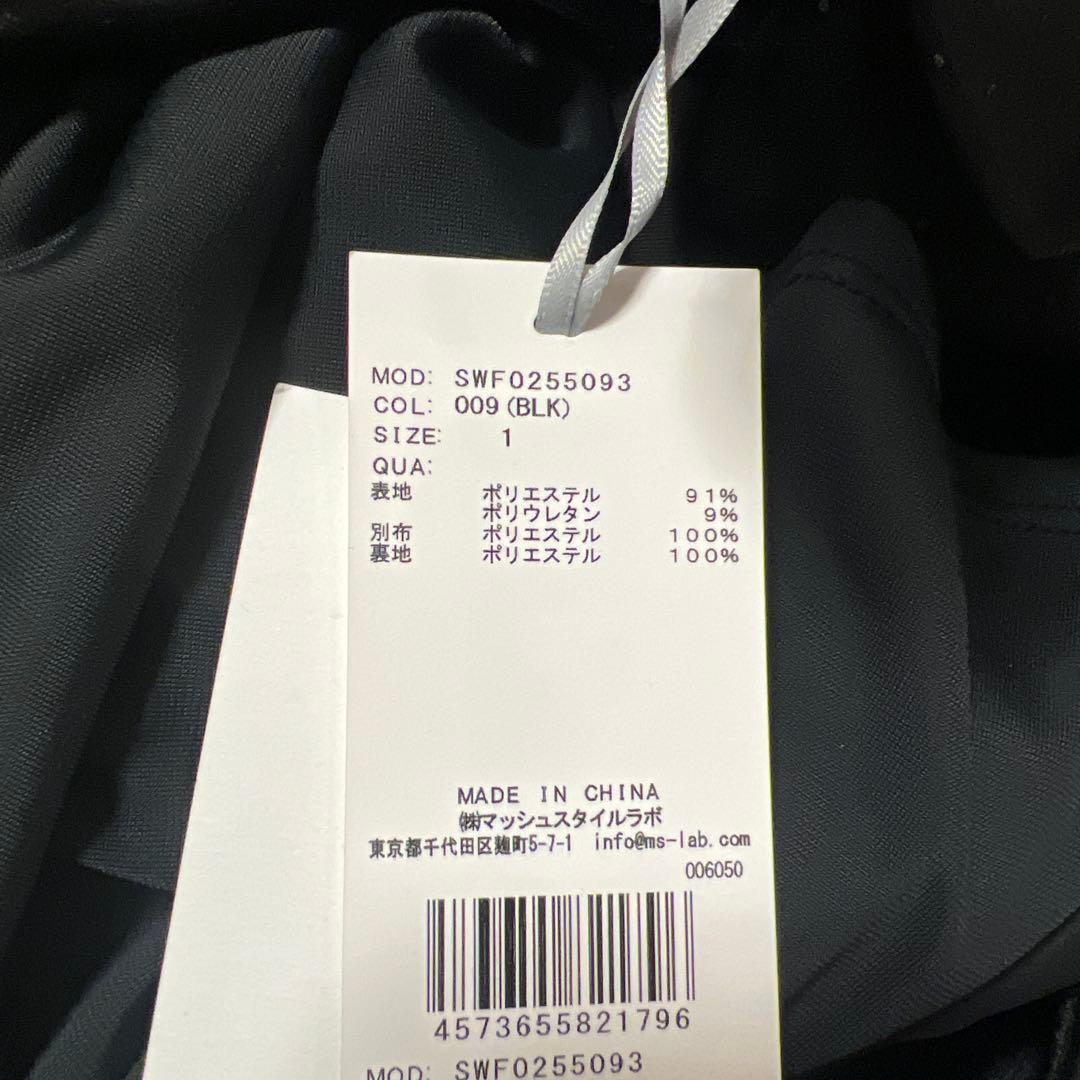 MOD: SWF0255093
COL: 009(BLK)
SIZE: 1
QUA:
表地 ポリエステル 91%
ポリウレタン 9%
別布 ポリエステル 100%
裏地 ポリエステル 100%
MADE IN CHINA
㈱マッシュスタイルラボ
東京都千代田区麹町5-7-1 info@ms-lab.com
006050
4573655821796
MOD: SWF0255093